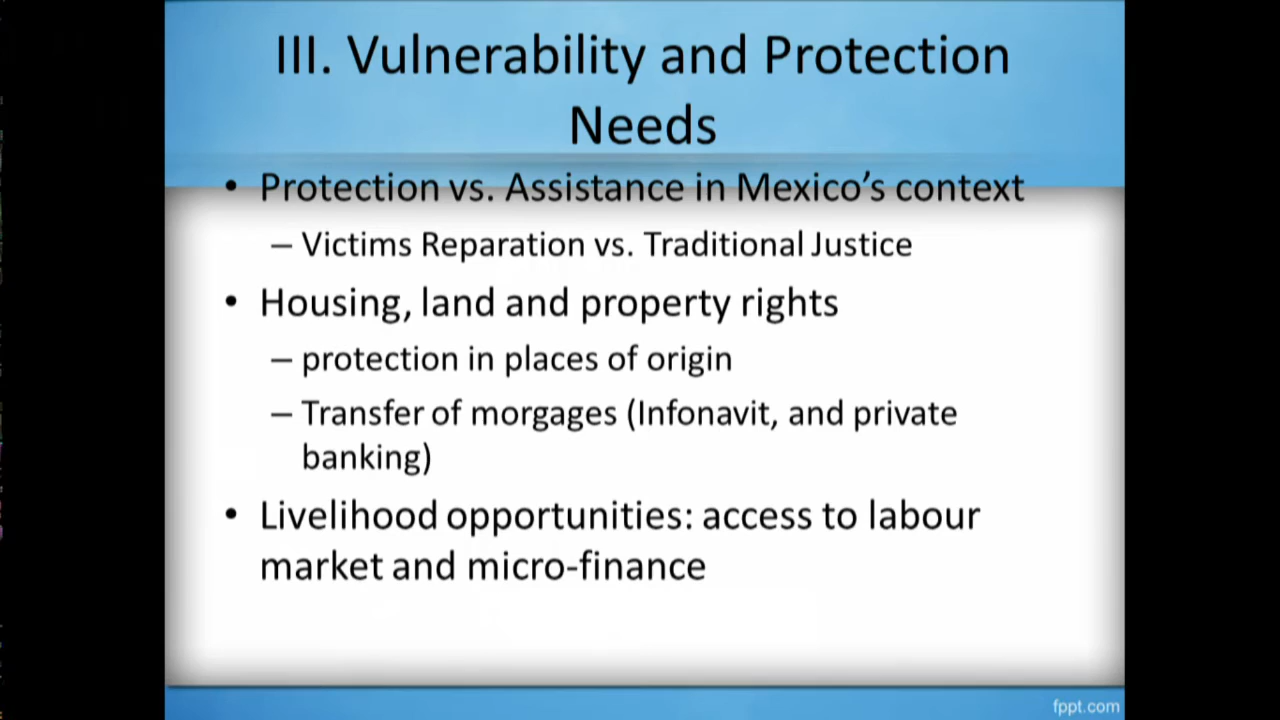 III. Vulnerability and Protection
Needs
• Protection vs. Assistance in Mexico’s context
– Victims Reparation vs. Traditional Justice
• Housing, land and property rights
– protection in places of origin
– Transfer of morgages (Infonavit, and private
banking)
• Livelihood opportunities: access to labour
market and micro-finance
fppt.com